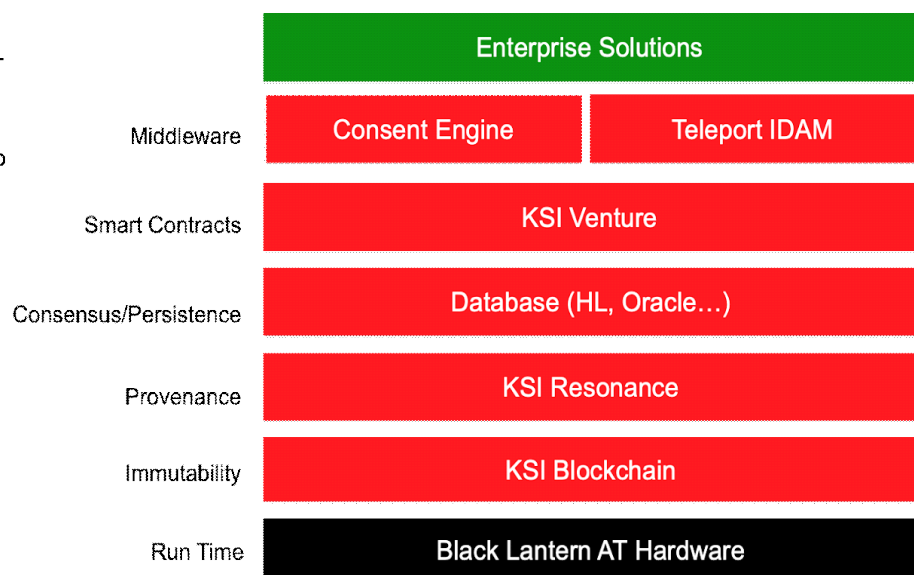 Enterprise Solutions
Middleware
Consent Engine
Teleport IDAM
Smart Contracts
KSI Venture
Consensus/Persistence
Database (HL, Oracle…)
Provenance
KSI Resonance
Immutability
KSI Blockchain
Run Time
Black Lantern AT Hardware